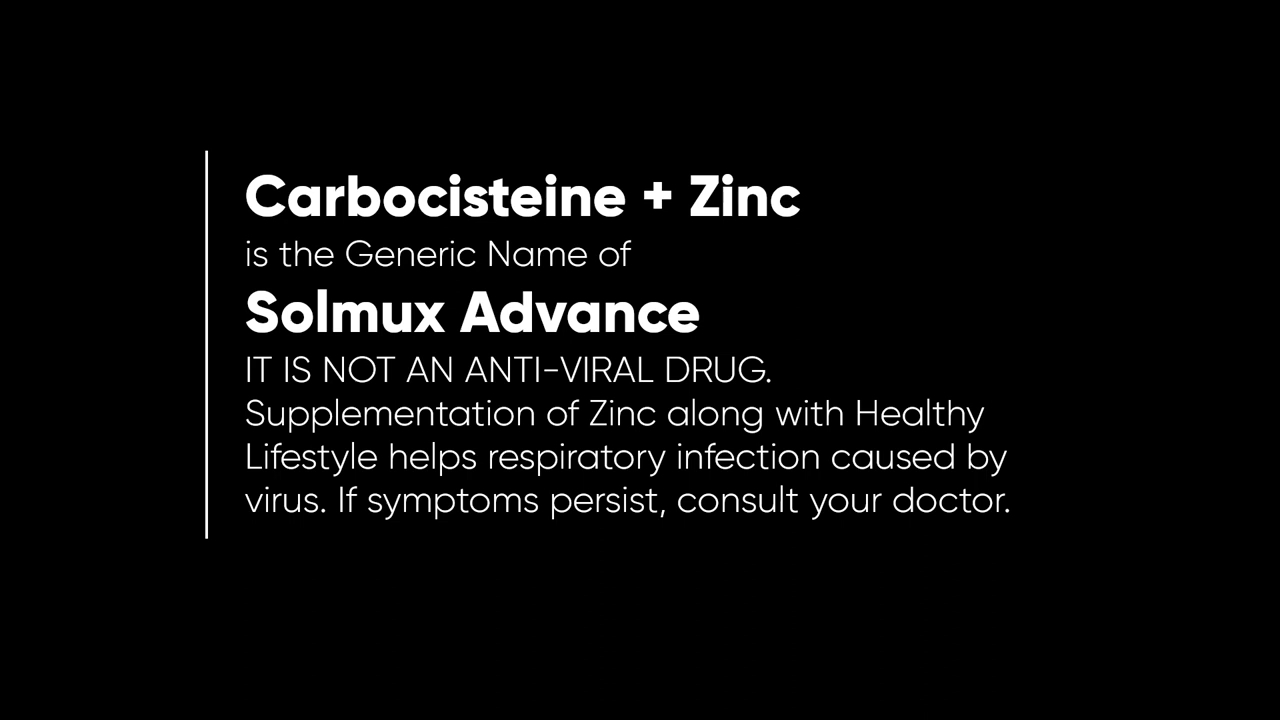 Carbocisteine + Zinc
is the Generic Name of
Solmux Advance
IT IS NOT AN ANTI-VIRAL DRUG.
Supplementation of Zinc along with Healthy
Lifestyle helps respiratory infection caused by
virus. If symptoms persist, consult your doctor.